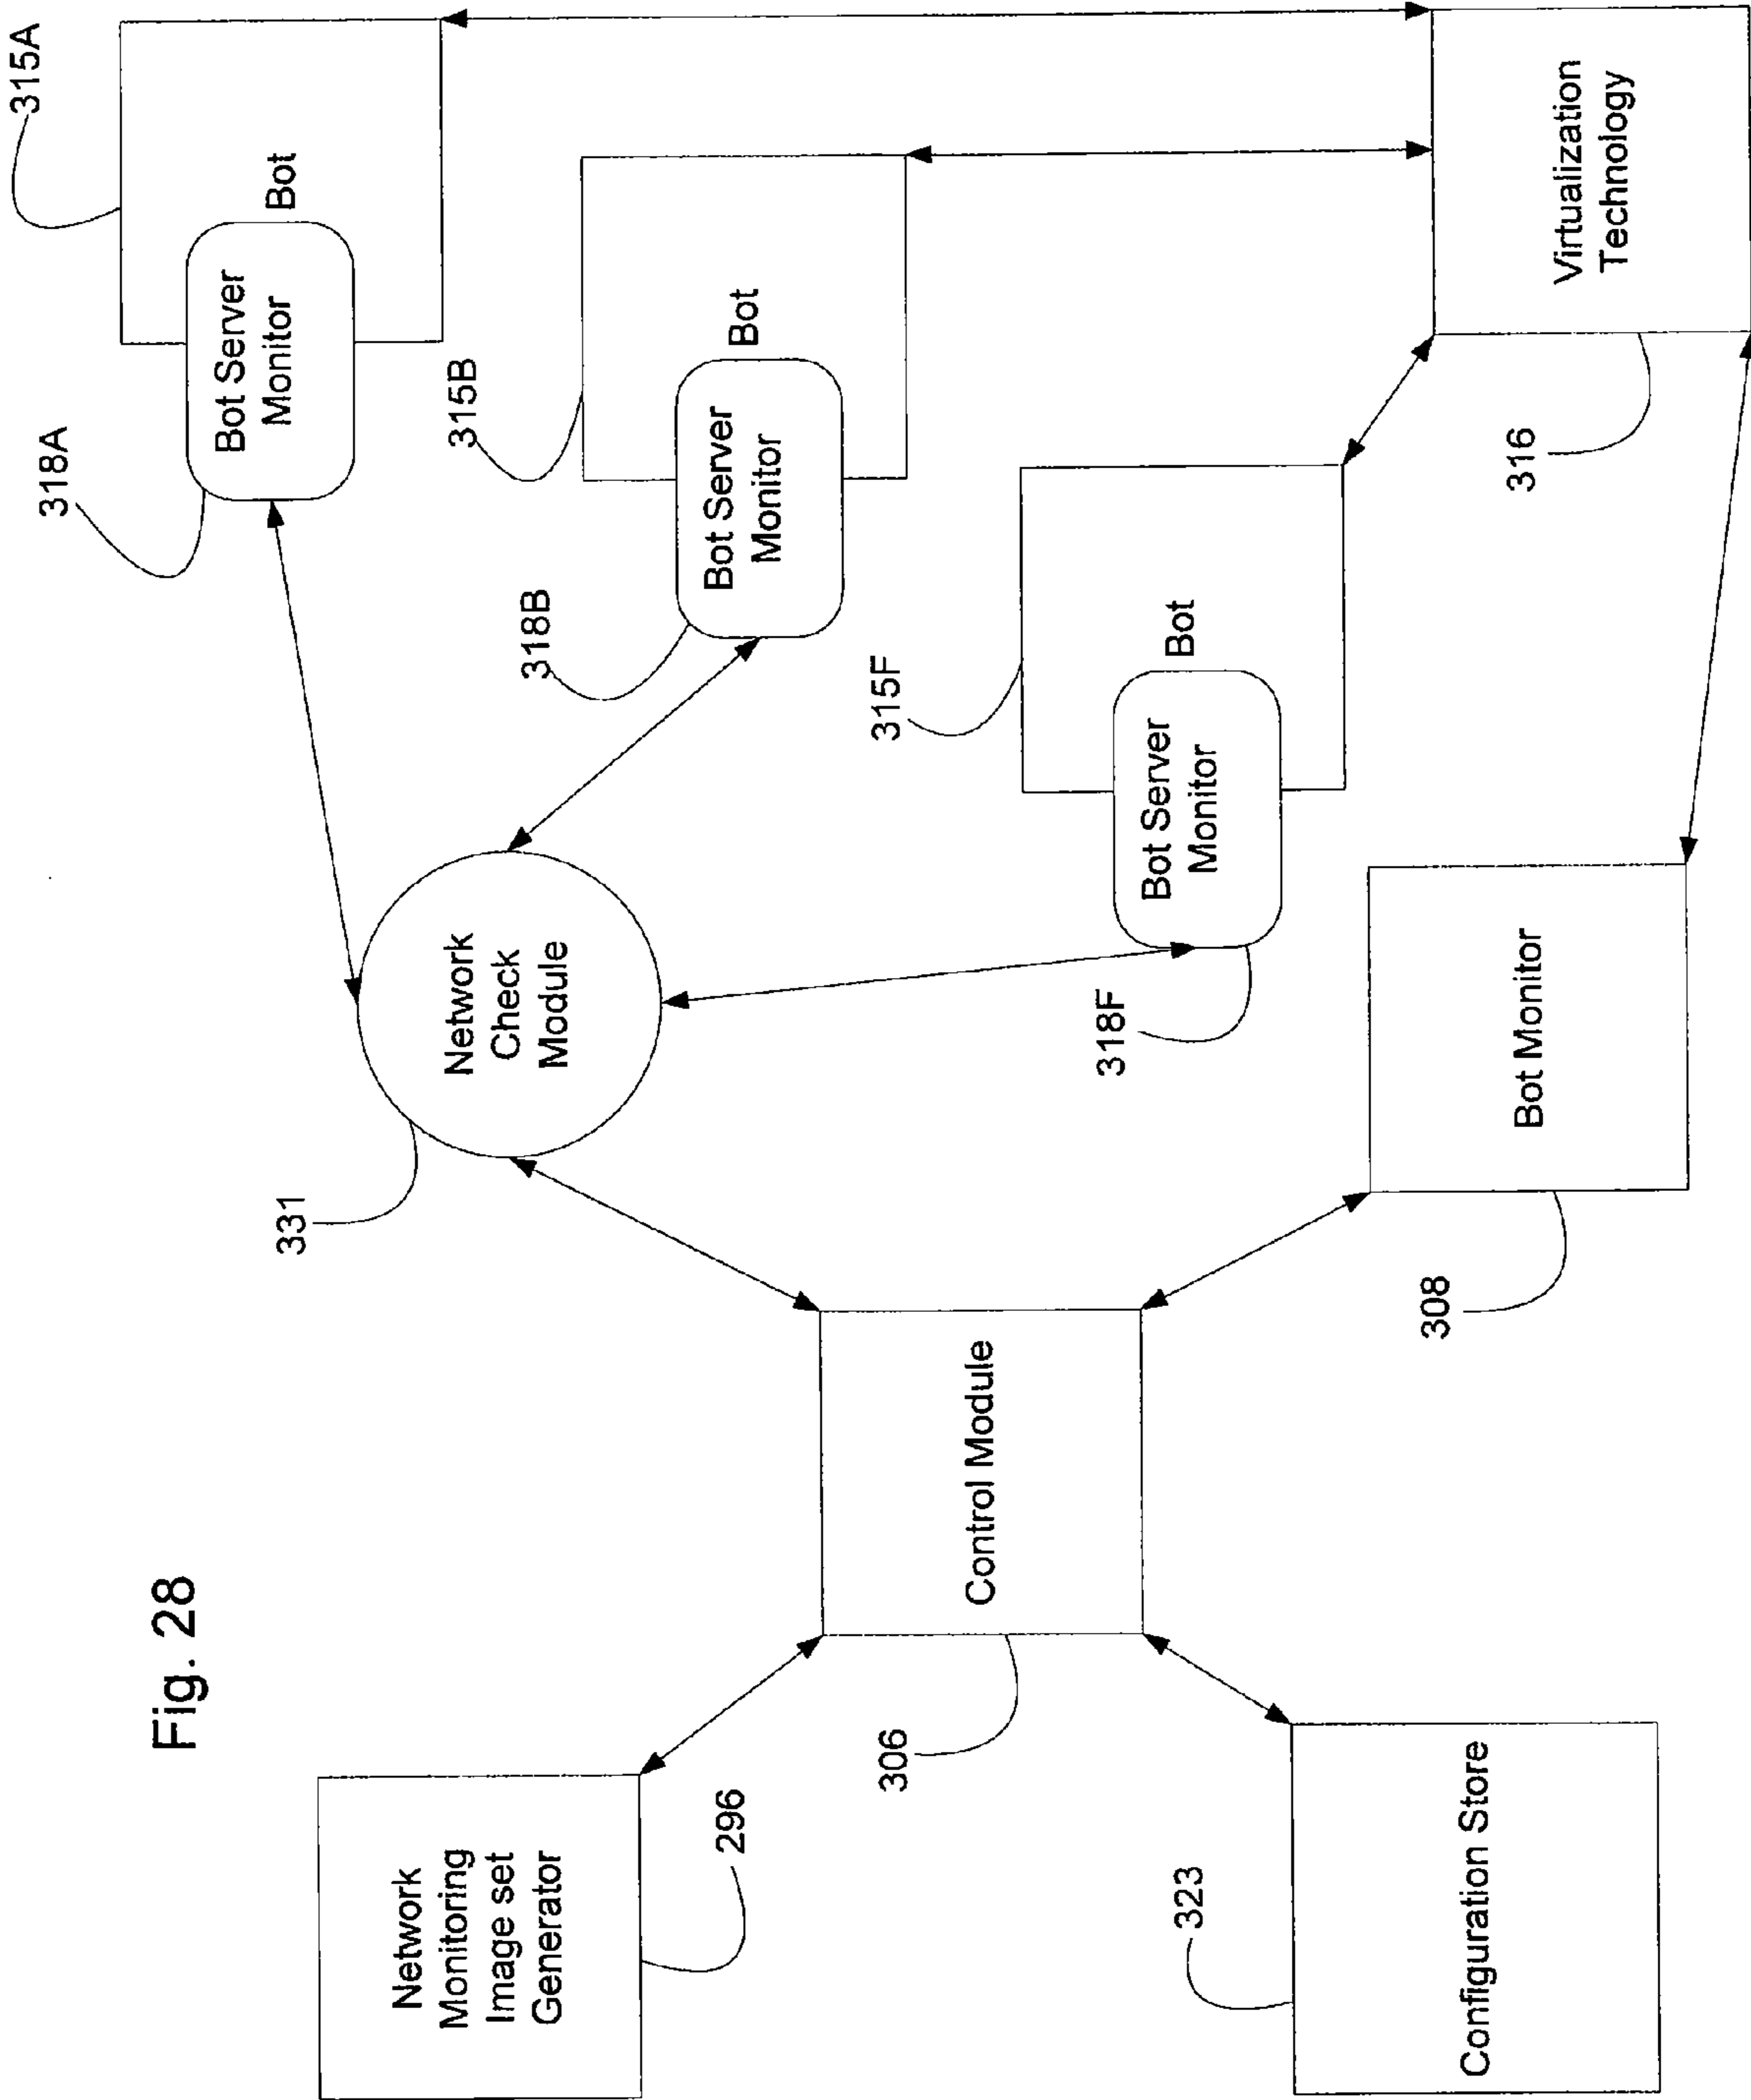 Fig. 28
315A
Bot
318A
Bot Server
Monitor
315B
Bot
318B
Bot Server
Monitor
331
Network
Check
Module
315F
Bot
318F
Bot Server
Monitor
Network
Monitoring
Image set
Generator
296
Control Module
306
Bot Monitor
308
Virtualization
Technology
316
323
Configuration Store